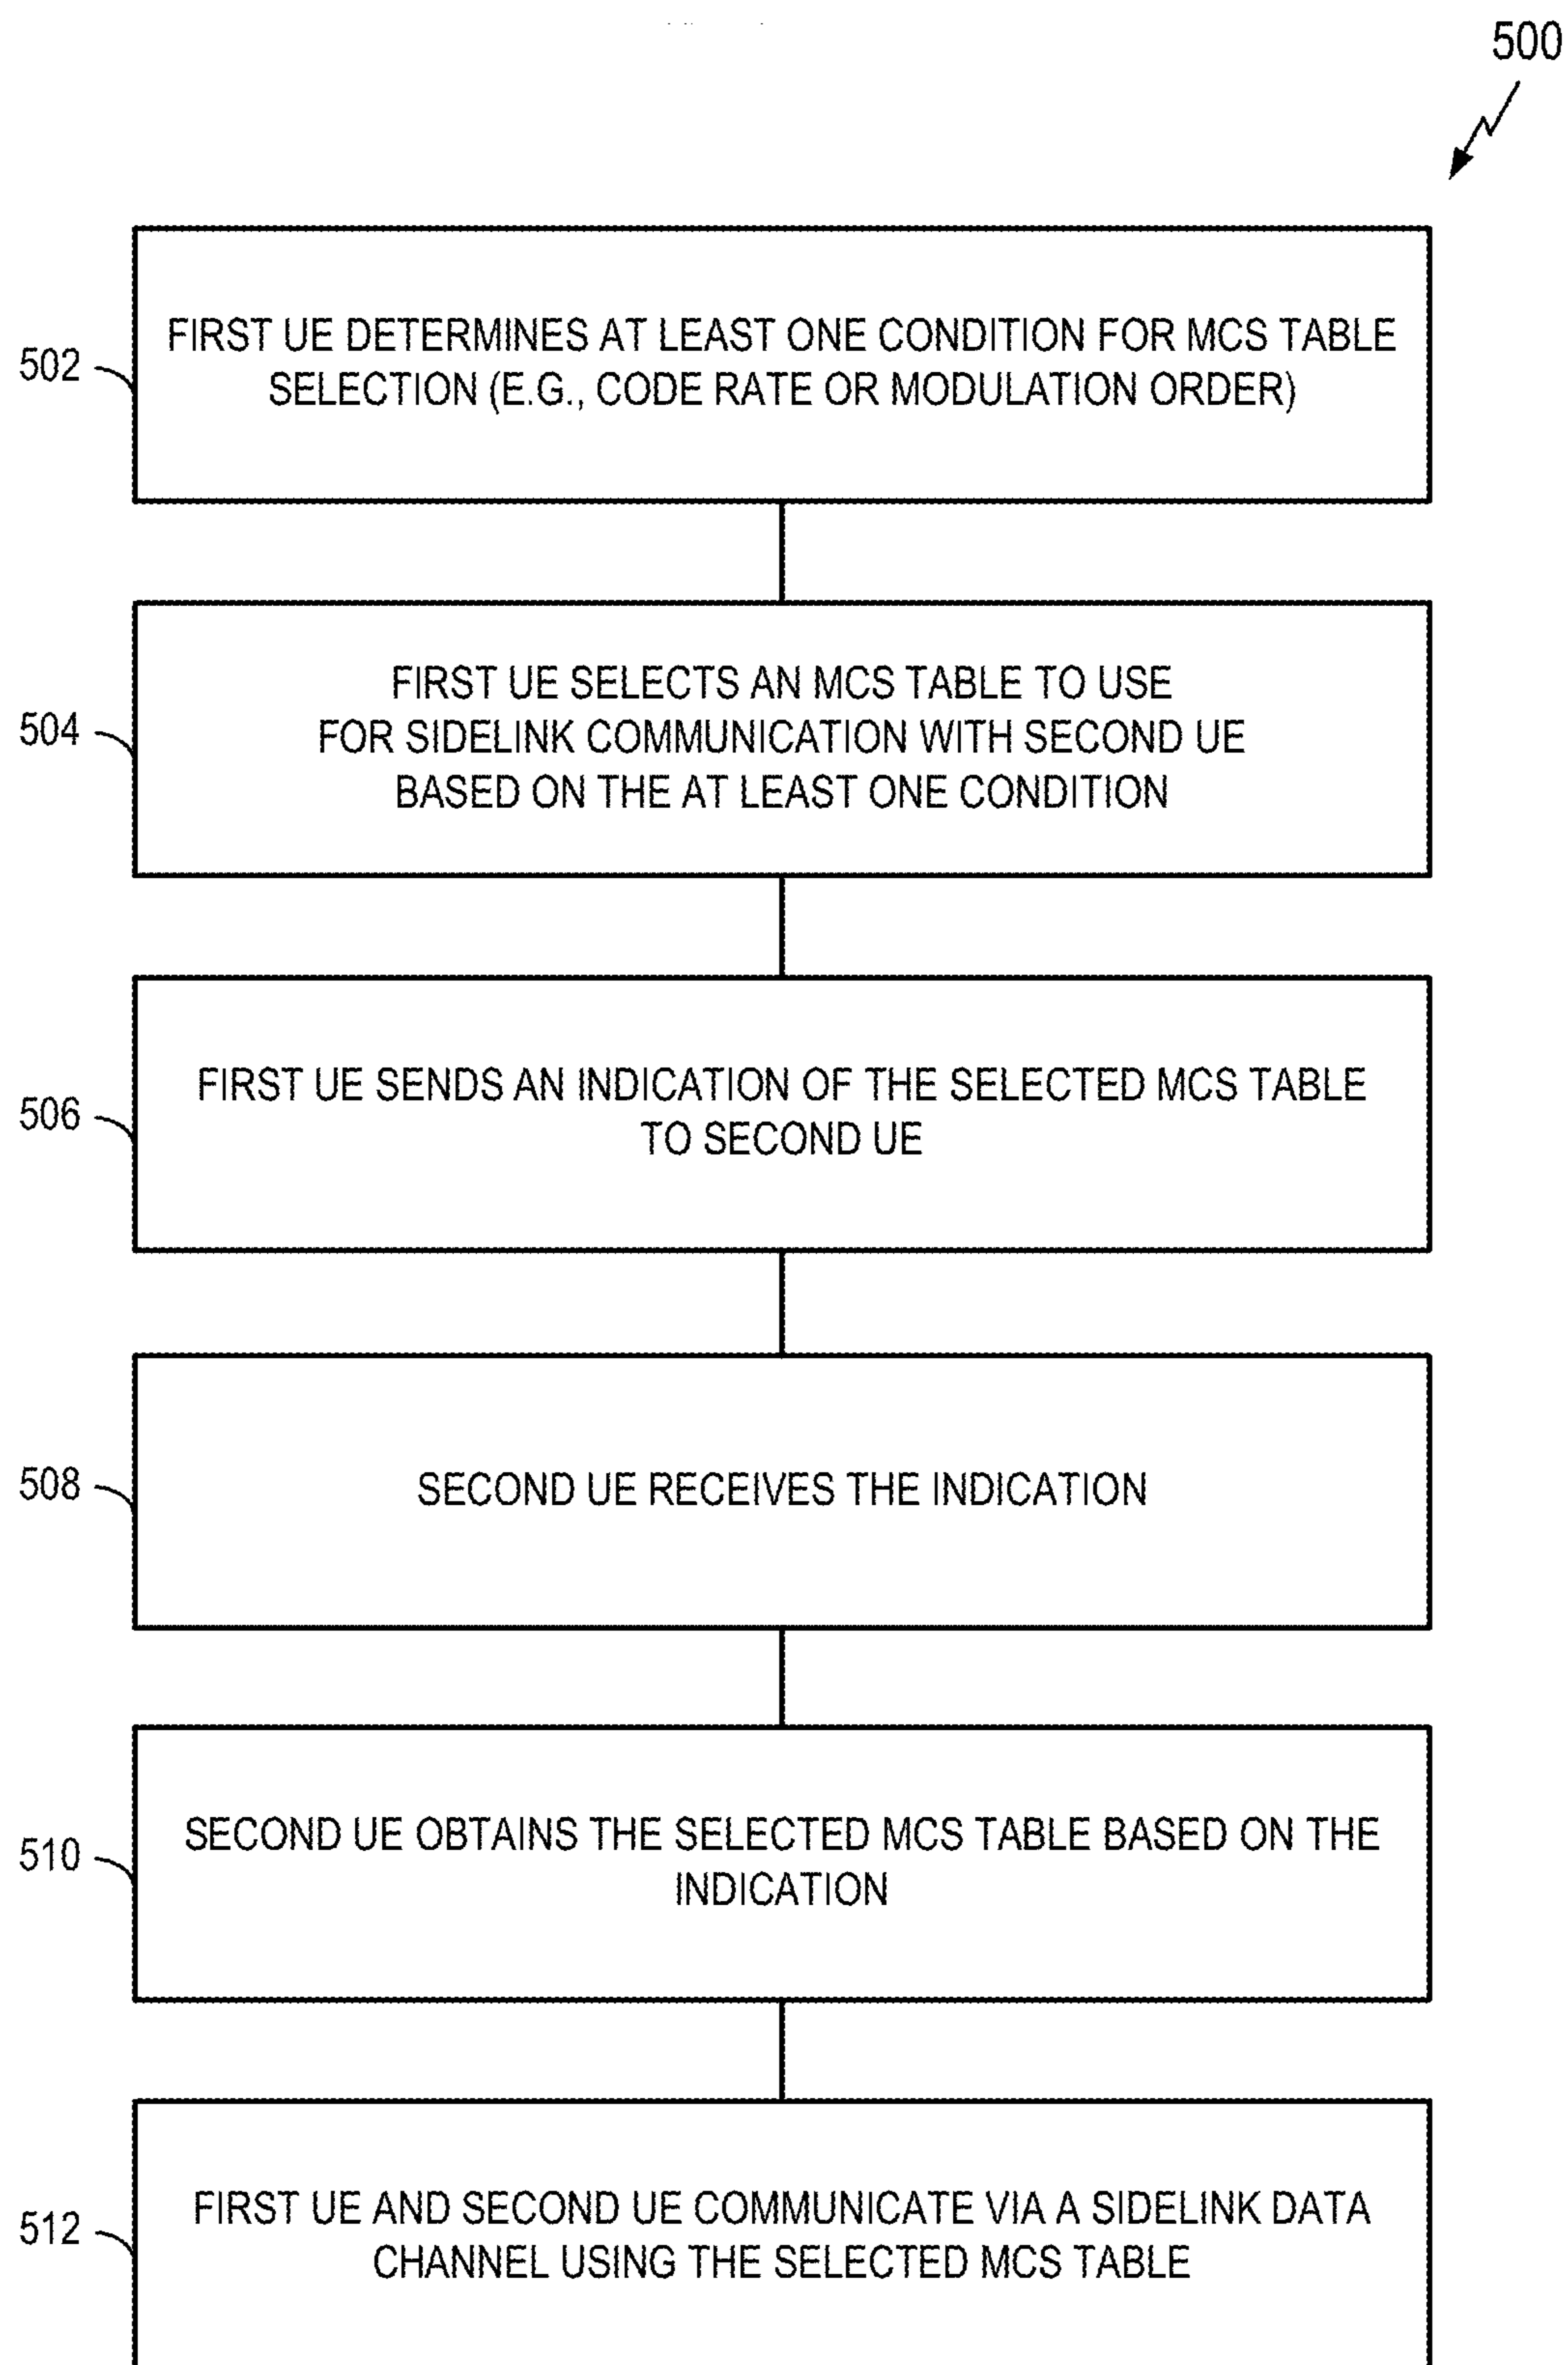 500
502
FIRST UE DETERMINES AT LEAST ONE CONDITION FOR MCS TABLE
SELECTION (E.G., CODE RATE OR MODULATION ORDER)
504
FIRST UE SELECTS AN MCS TABLE TO USE
FOR SIDELINK COMMUNICATION WITH SECOND UE
BASED ON THE AT LEAST ONE CONDITION
506
FIRST UE SENDS AN INDICATION OF THE SELECTED MCS TABLE
TO SECOND UE
508
SECOND UE RECEIVES THE INDICATION
510
SECOND UE OBTAINS THE SELECTED MCS TABLE BASED ON THE
INDICATION
512
FIRST UE AND SECOND UE COMMUNICATE VIA A SIDELINK DATA
CHANNEL USING THE SELECTED MCS TABLE